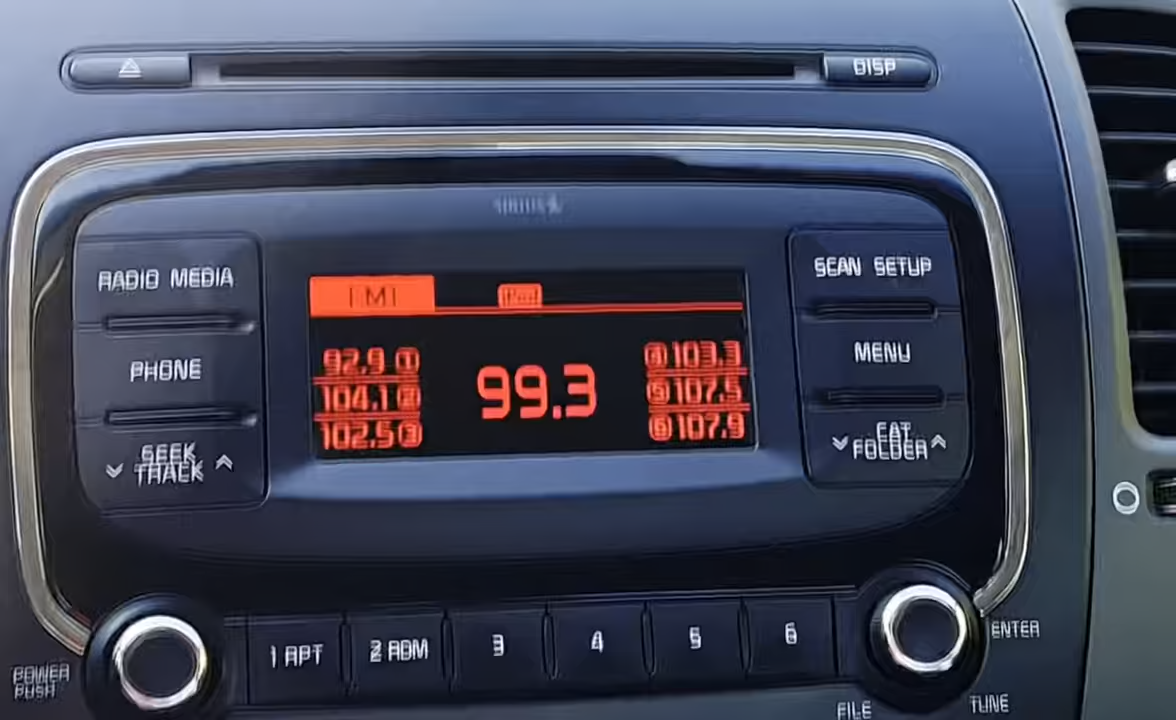 DISP
SIRIUS
RADIO MEDIA
SCAN SETUP
FM1
iPod
PHONE
MENU
92.9 1
104.1 2
102.5 3
99.3
4 103.3
5 107.5
6 107.9
SEEK
TRACK
CAT
FOLDER
1 RPT
2 RDM
3
4
5
6
POWER
PUSH
ENTER
FILE
TUNE